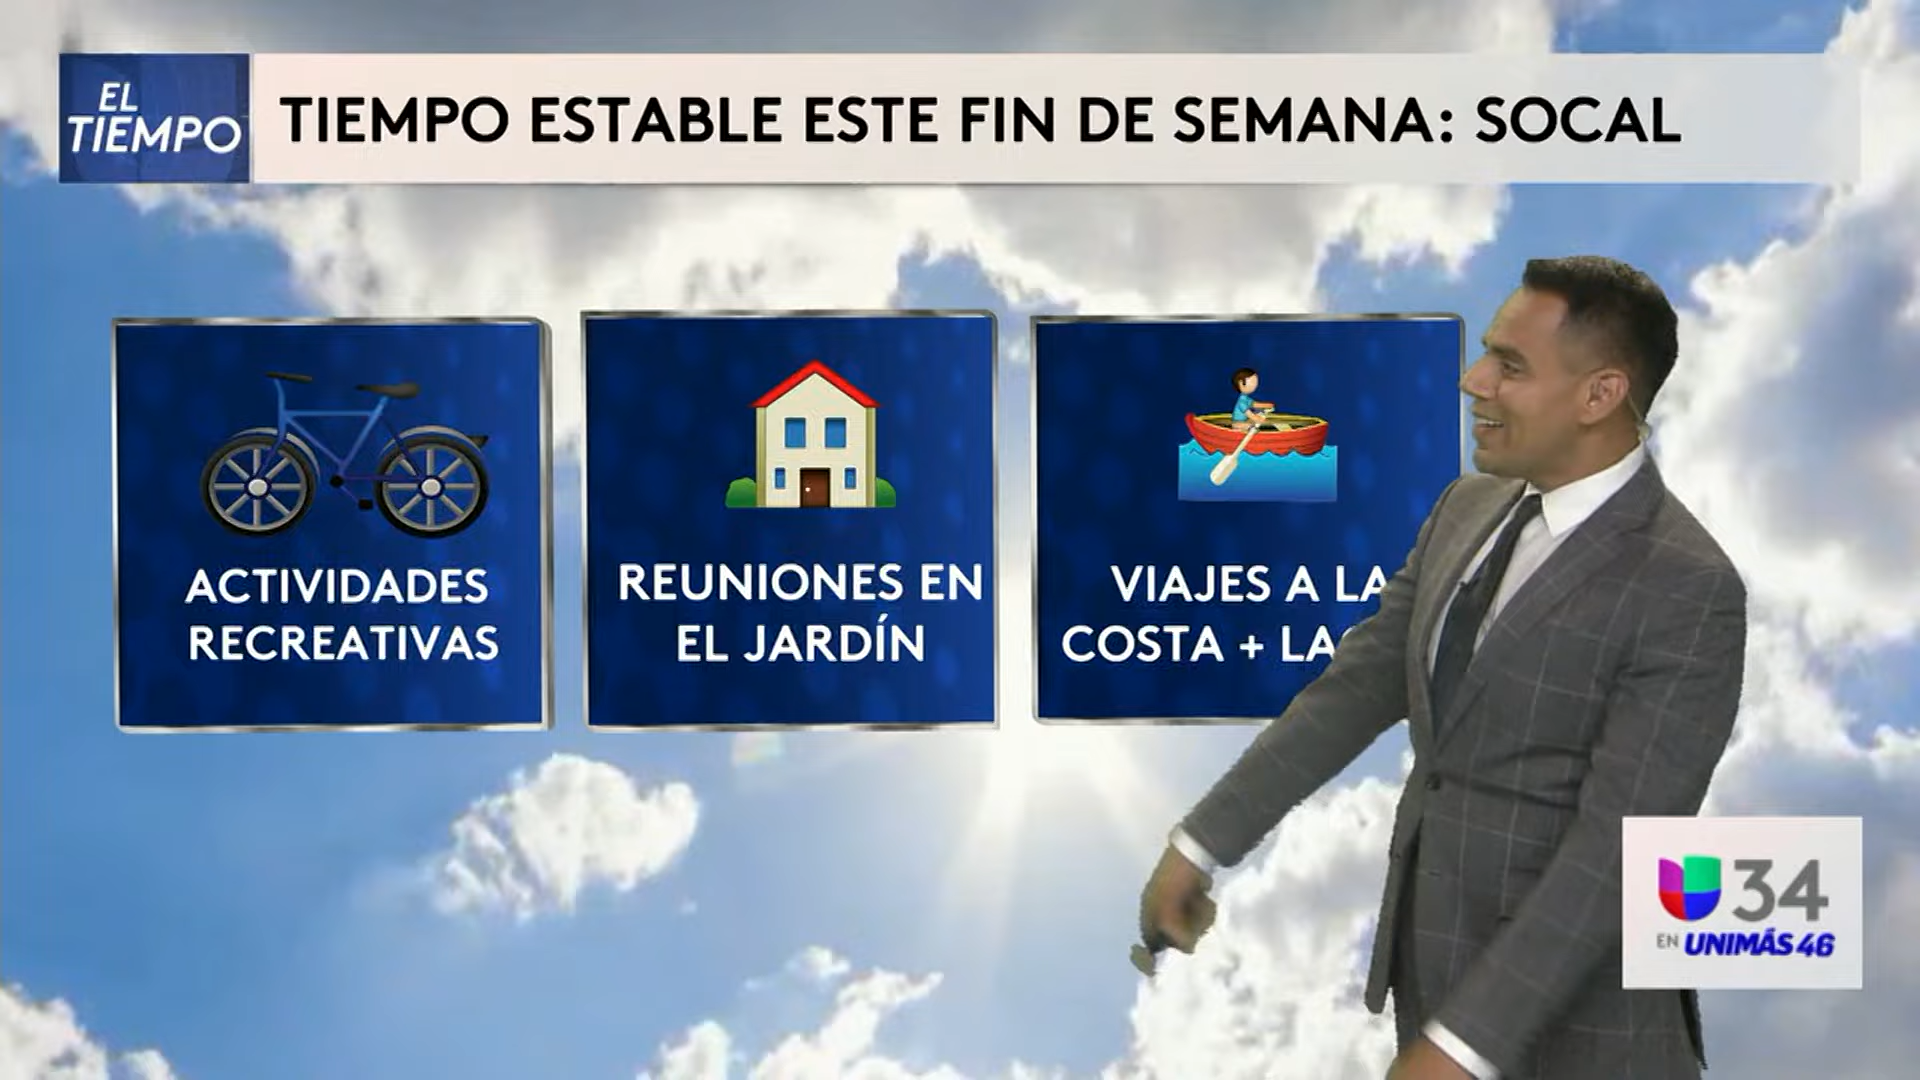 EL
TIEMPO
TIEMPO ESTABLE ESTE FIN DE SEMANA: SOCAL
ACTIVIDADES
RECREATIVAS
REUNIONES EN
EL JARDÍN
VIAJES A LA
COSTA +
34
EN UNIMÁS 46